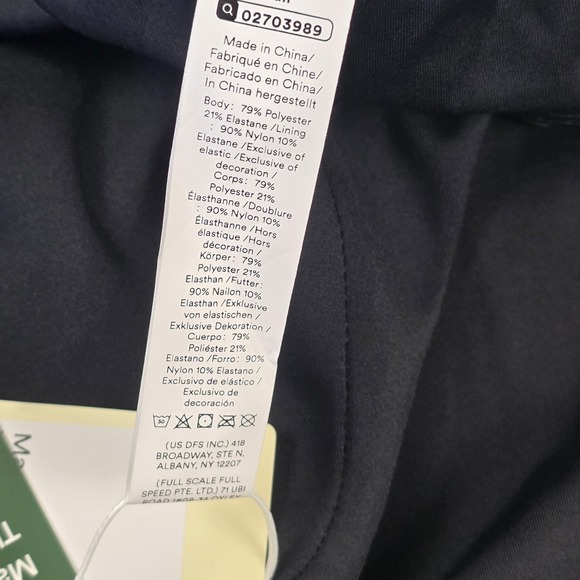 02703989
Made in China/
Fabriqué en Chine/
Fabricado en China/
In China hergestellt
Body: 79% Polyester
21% Elastane /Lining
: 90% Nylon 10%
Elastane /Exclusive of
elastic /Exclusive of
decoration /
Corps: 79%
Polyester 21%
Élasthanne /Doublure
: 90% Nylon 10%
Élasthanne /Hors
élastique /Hors
décoration /
Körper: 79%
Polyester 21%
Elasthan /Futter:
90% Nailon 10%
Elasthan /Exklusive
von elastischen /
Exklusive Dekoration /
Cuerpo: 79%
Poliéster 21%
Elastano /Forro: 90%
Nylon 10% Elastano /
Exclusivo de elástico /
Exclusivo de
decoración
30
(US DFS INC.) 418
BROADWAY, STE N,
ALBANY, NY 12207
(FULL SCALE FULL
SPEED PTE. LTD.) 71 UBI
Ma
Ma
Th